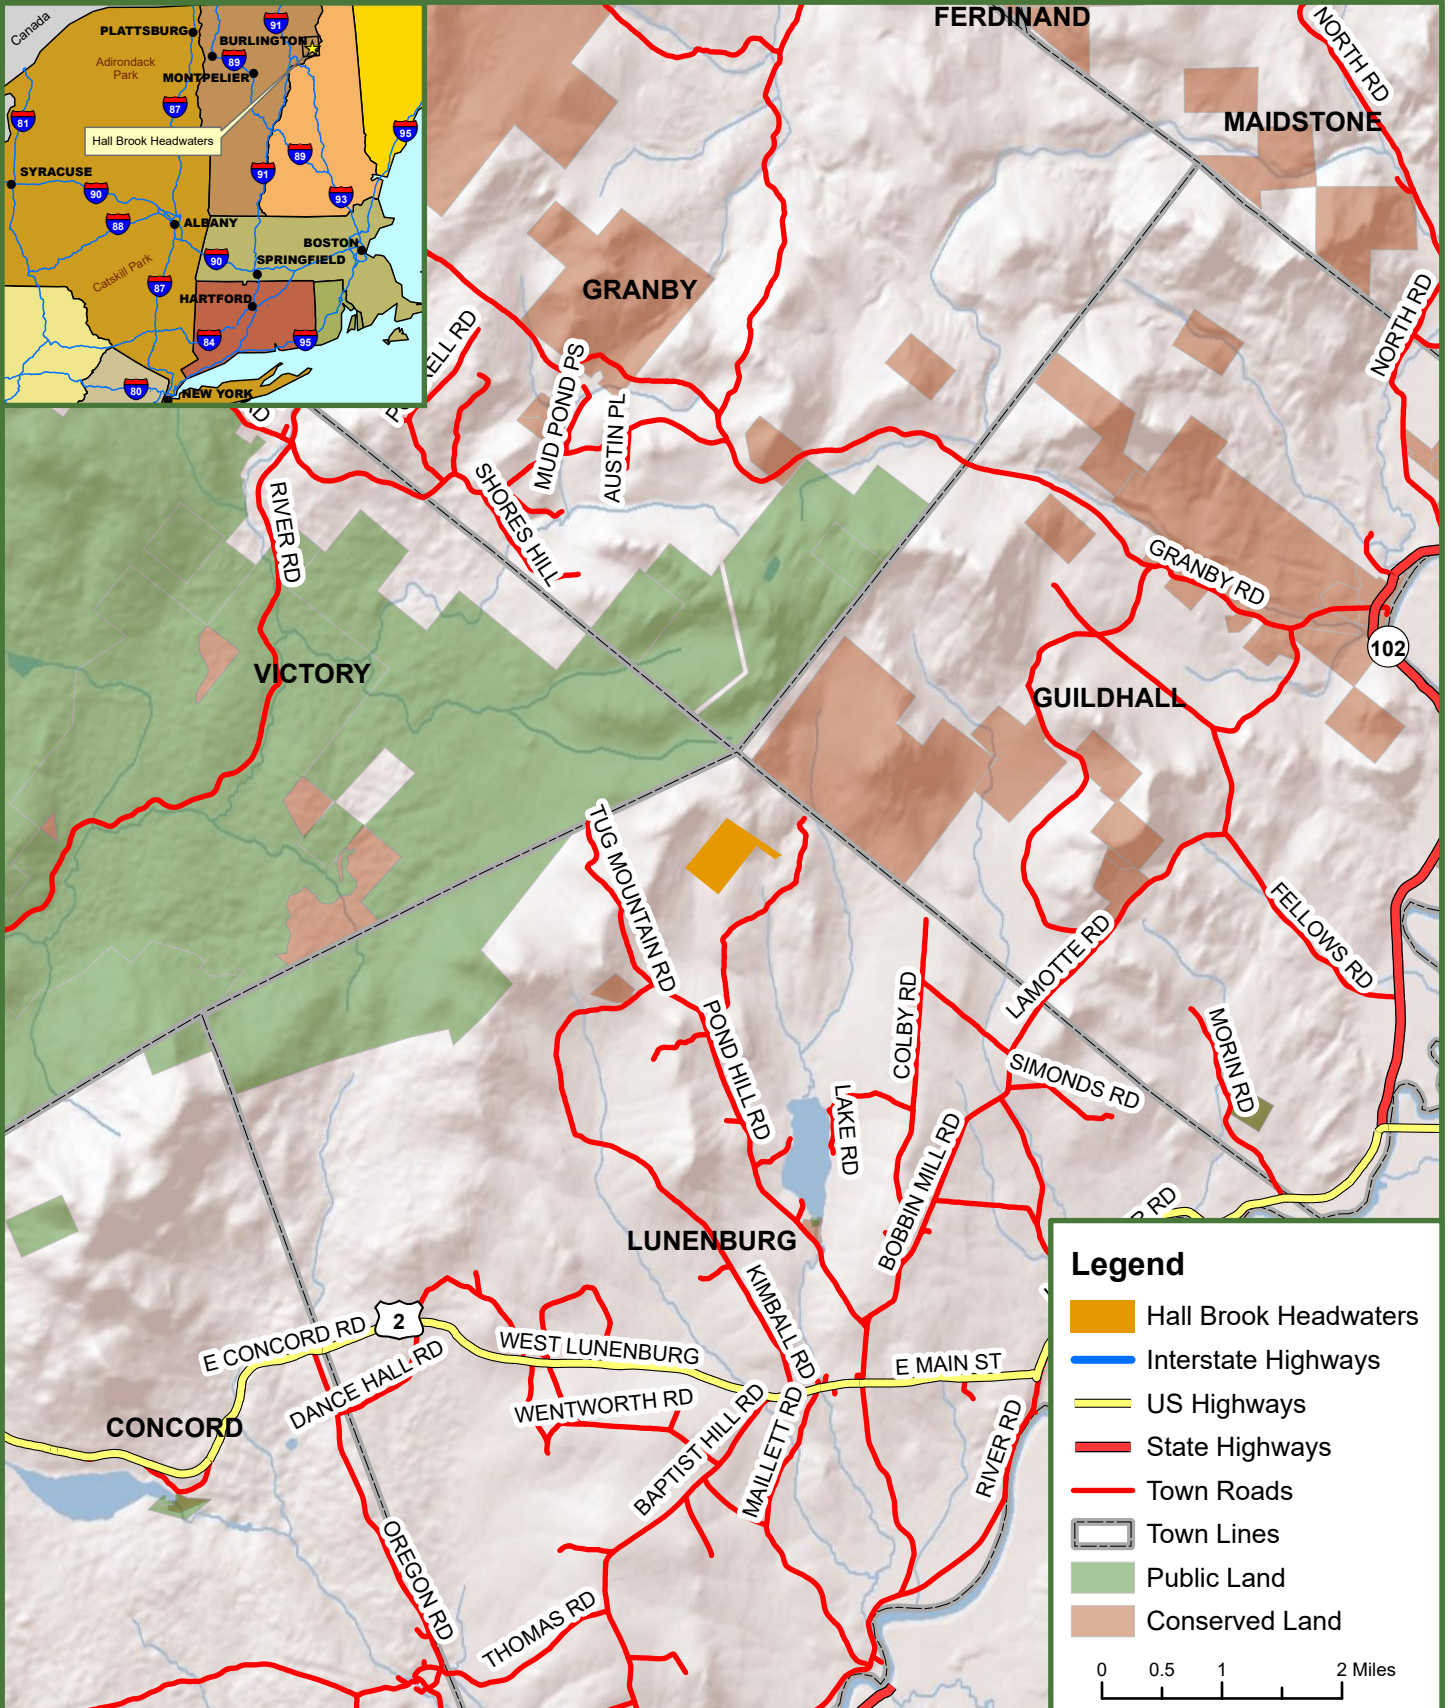 Canada
PLATTSBURG
BURLINGTON
Adirondack
Park
MONTPELIER
91
89
87
81
95
Hall Brook Headwaters
89
91
93
SYRACUSE
90
88
ALBANY
BOSTON
90
SPRINGFIELD
Catskill Park
87
HARTFORD
84
95
80
NEW YORK
FERDINAND
NORTH RD
MAIDSTONE
GRANBY
NORTH RD
ELL RD
RD
MUD POND PS
AUSTIN PL
SHORES HILL
RIVER RD
GRANBY RD
102
VICTORY
GUILDHALL
TUG MOUNTAIN RD
FELLOWS RD
LAMOTTE RD
COLBY RD
POND HILL RD
MORIN RD
SIMONDS RD
LAKE RD
BOBBIN MILL RD
R RD
LUNENBURG
KIMBALL RD
2
E CONCORD RD
WEST LUNENBURG
E MAIN ST
DANCE HALL RD
WENTWORTH RD
CONCORD
BAPTIST HILL RD
MAILLETT RD
RIVER RD
OREGON RD
THOMAS RD
Legend
Hall Brook Headwaters
Interstate Highways
US Highways
State Highways
Town Roads
Town Lines
Public Land
Conserved Land
0 0.5 1 2 Miles